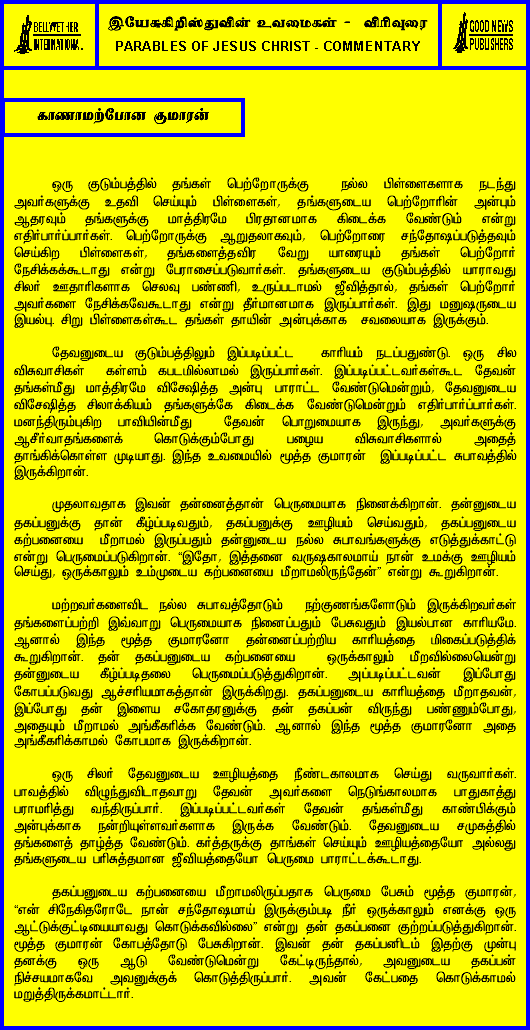 BELLWETHER
INTERNATIONAL
இயேசுகிறிஸ்துவின் உவமைகள் - விரிவுரை
PARABLES OF JESUS CHRIST - COMMENTARY
GOOD NEWS
PUBLISHERS
காணாமற்போன குமாரன்
ஒரு குடும்பத்தில் தங்கள் பெற்றோருக்கு நல்ல பிள்ளைகளாக நடந்து
அவர்களுக்கு உதவி செய்யும் பிள்ளைகள், தங்களுடைய பெற்றோரின் அன்பும்
ஆதரவும் தங்களுக்கு மாத்திரமே பிரதானமாக கிடைக்க வேண்டும் என்று
எதிர்பார்ப்பார்கள். பெற்றோருக்கு ஆறுதலாகவும், பெற்றோரை சந்தோஷப்படுத்தவும்
செய்கிற பிள்ளைகள், தங்களைத்தவிர வேறு யாரையும் தங்கள் பெற்றோர்
நேசிக்கக்கூடாது என்று பேராசைப்படுவார்கள். தங்களுடைய குடும்பத்தில் யாராவது
சிலர் ஊதாரிகளாக செலவு பண்ணி, உருப்படாமல் ஜீவித்தால், தங்கள் பெற்றோர்
அவர்களை நேசிக்கவேகூடாது என்று தீர்மானமாக இருப்பார்கள். இது மனுஷருடைய
இயல்பு. சிறு பிள்ளைகள்கூட தங்கள் தாயின் அன்புக்காக சவலையாக இருக்கும்.
தேவனுடைய குடும்பத்திலும் இப்படிப்பட்ட காரியம் நடப்பதுண்டு. ஒரு சில
விசுவாசிகள் கள்ளம் கபடமில்லாமல் இருப்பார்கள். இப்படிப்பட்டவர்கள்கூட தேவன்
தங்கள்மீது மாத்திரமே விசேஷித்த அன்பு பாராட்ட வேண்டுமென்றும், தேவனுடைய
விசேஷித்த சிலாக்கியம் தங்களுக்கே கிடைக்க வேண்டுமென்றும் எதிர்பார்ப்பார்கள்.
மனந்திரும்புகிற பாவியின்மீது தேவன் பொறுமையாக இருந்து, அவர்களுக்கு
ஆசீர்வாதங்களைக் கொடுக்கும்போது பழைய விசுவாசிகளால் அதைத்
தாங்கிக்கொள்ள முடியாது. இந்த உவமையில் மூத்த குமாரன் இப்படிப்பட்ட சுபாவத்தில்
இருக்கிறான்.
முதலாவதாக இவன் தன்னைத்தான் பெருமையாக நினைக்கிறான். தன்னுடைய
தகப்பனுக்கு தான் கீழ்ப்படிவதும், தகப்பனுக்கு ஊழியம் செய்வதும், தகப்பனுடைய
கற்பனையை மீறாமல் இருப்பதும் தன்னுடைய நல்ல சுபாவங்களுக்கு எடுத்துக்காட்டு
என்று பெருமைப்படுகிறான். "இதோ, இத்தனை வருஷகாலமாய் நான் உமக்கு ஊழியம்
செய்து, ஒருக்காலும் உம்முடைய கற்பனையை மீறாமலிருந்தேன்" என்று கூறுகிறான்.
மற்றவர்களைவிட நல்ல சுபாவத்தோடும் நற்குணங்களோடும் இருக்கிறவர்கள்
தங்களைப்பற்றி இவ்வாறு பெருமையாக நினைப்பதும் பேசுவதும் இயல்பான காரியமே.
ஆனால் இந்த மூத்த குமாரனோ தன்னைப்பற்றிய காரியத்தை மிகைப்படுத்திக்
கூறுகிறான். தன் தகப்பனுடைய கற்பனையை ஒருக்காலும் மீறவில்லையென்று
தன்னுடைய கீழ்ப்படிதலை பெருமைப்படுத்துகிறான். அப்படிப்பட்டவன் இப்போது
கோபப்படுவது ஆச்சரியமாகத்தான் இருக்கிறது. தகப்பனுடைய காரியத்தை மீறாதவன்,
இப்போது தன் இளைய சகோதரனுக்கு தன் தகப்பன் விருந்து பண்ணும்போது,
அதையும் மீறாமல் அங்கீகரிக்க வேண்டும். ஆனால் இந்த மூத்த குமாரனோ அதை
அங்கீகரிக்காமல் கோபமாக இருக்கிறான்.
ஒரு சிலர் தேவனுடைய ஊழியத்தை நீண்டகாலமாக செய்து வருவார்கள்.
பாவத்தில் விழுந்துவிடாதவாறு தேவன் அவர்களை நெடுங்காலமாக பாதுகாத்து
பராமரித்து வந்திருப்பார். இப்படிப்பட்டவர்கள் தேவன் தங்கள்மீது காண்பிக்கும்
அன்புக்காக நன்றியுள்ளவர்களாக இருக்க வேண்டும். தேவனுடைய சமுகத்தில்
தங்களைத் தாழ்த்த வேண்டும். கர்த்தருக்கு தாங்கள் செய்யும் ஊழியத்தையோ அல்லது
தங்களுடைய பரிசுத்தமான ஜீவியத்தையோ பெருமை பாராட்டக்கூடாது.
தகப்பனுடைய கற்பனையை மீறாமலிருப்பதாக பெருமை பேசும் மூத்த குமாரன்,
"என் சிநேகிதரோடே நான் சந்தோஷமாய் இருக்கும்படி நீர் ஒருக்காலும் எனக்கு ஒரு
ஆட்டுக்குட்டியையாவது கொடுக்கவில்லை" என்று தன் தகப்பனை குற்றப்படுத்துகிறான்.
மூத்த குமாரன் கோபத்தோடு பேசுகிறான். இவன் தன் தகப்பனிடம் இதற்கு முன்பு
தனக்கு ஒரு ஆடு வேண்டுமென்று கேட்டிருந்தால், அவனுடைய தகப்பன்
நிச்சயமாகவே அவனுக்குக் கொடுத்திருப்பார். அவன் கேட்பதை கொடுக்காமல்
மறுத்திருக்கமாட்டார்.